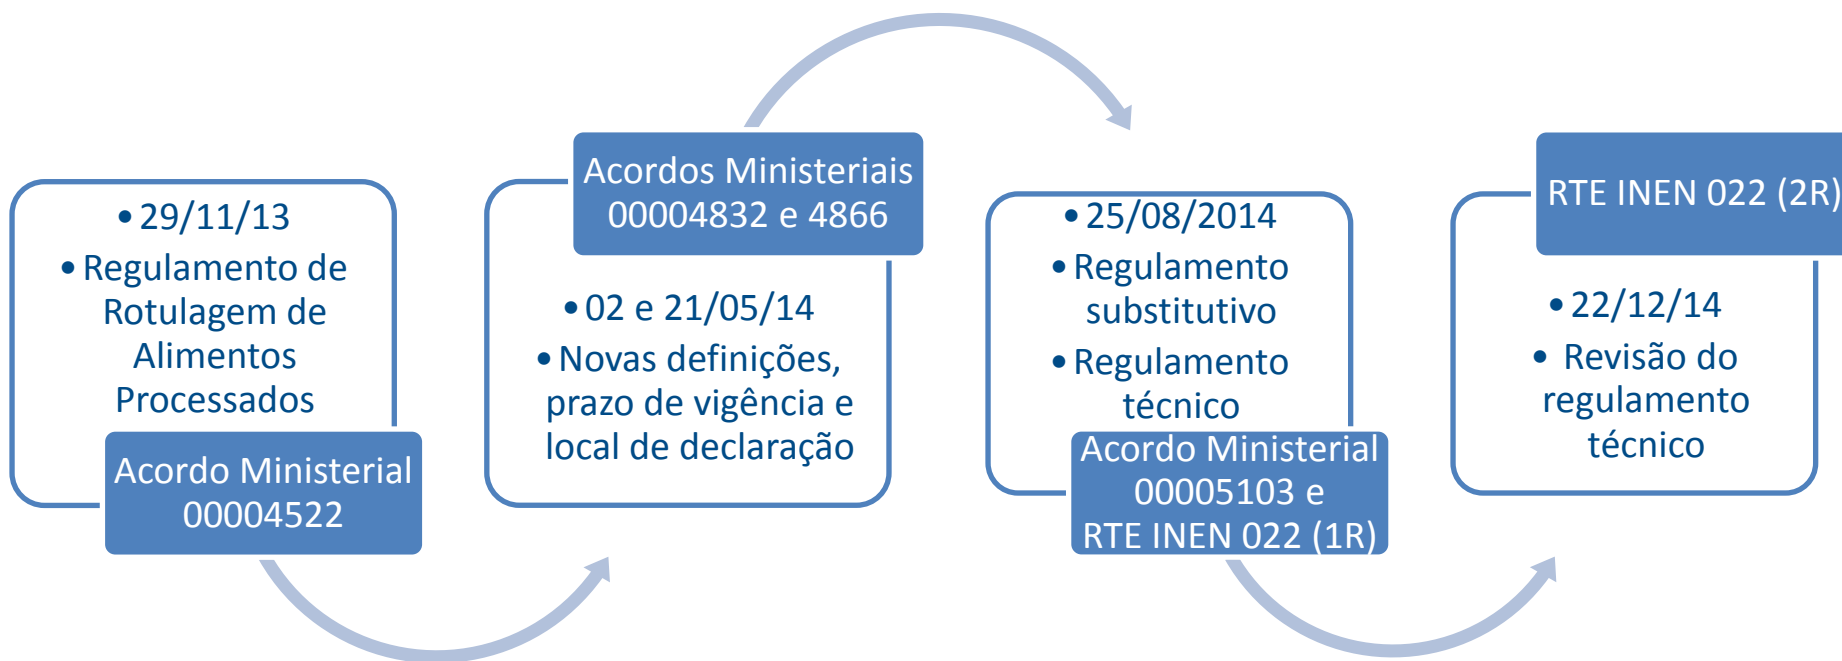 • 29/11/13
• Regulamento de
Rotulagem de
Alimentos
Processados
Acordo Ministerial
00004522
Acordos Ministeriais
00004832 e 4866
• 02 e 21/05/14
• Novas definições,
prazo de vigência e
local de declaração
• 25/08/2014
• Regulamento
substitutivo
• Regulamento
técnico
Acordo Ministerial
00005103 e
RTE INEN 022 (1R)
RTE INEN 022 (2R)
• 22/12/14
• Revisão do
regulamento
técnico